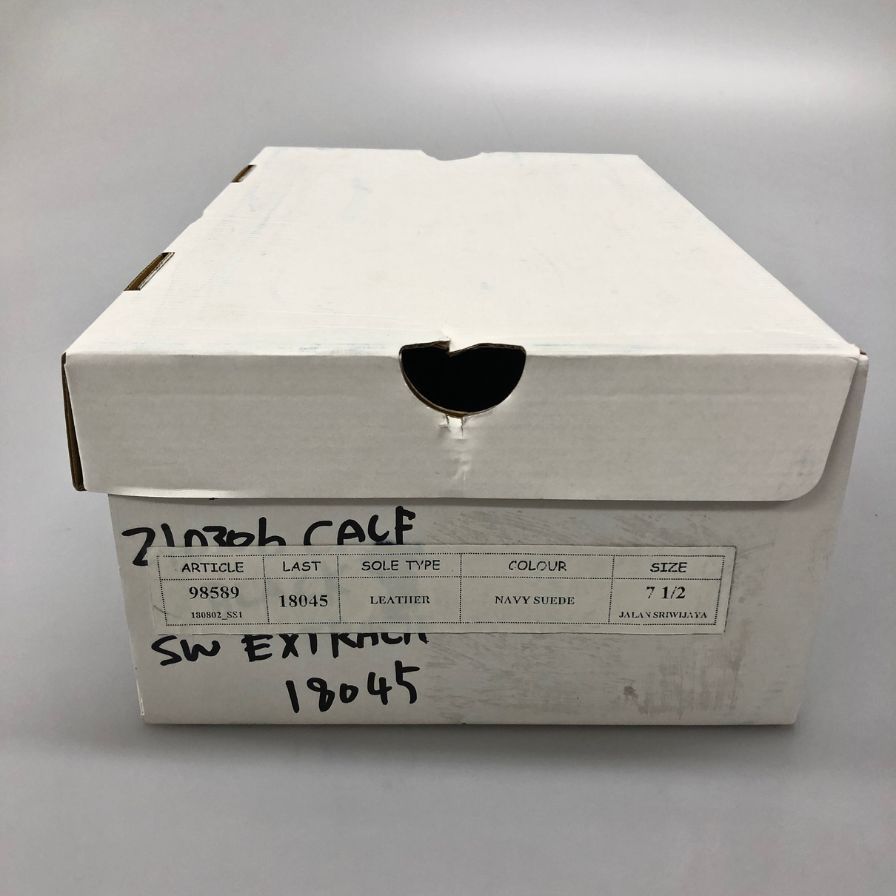 CALF
ARTICLE LAST SOLE TYPE COLOUR SIZE
98589 18045 LEATHER NAVY SUEDE 7 1/2
180802_SS1 JALAN SRIWIJAYA
SW
18045